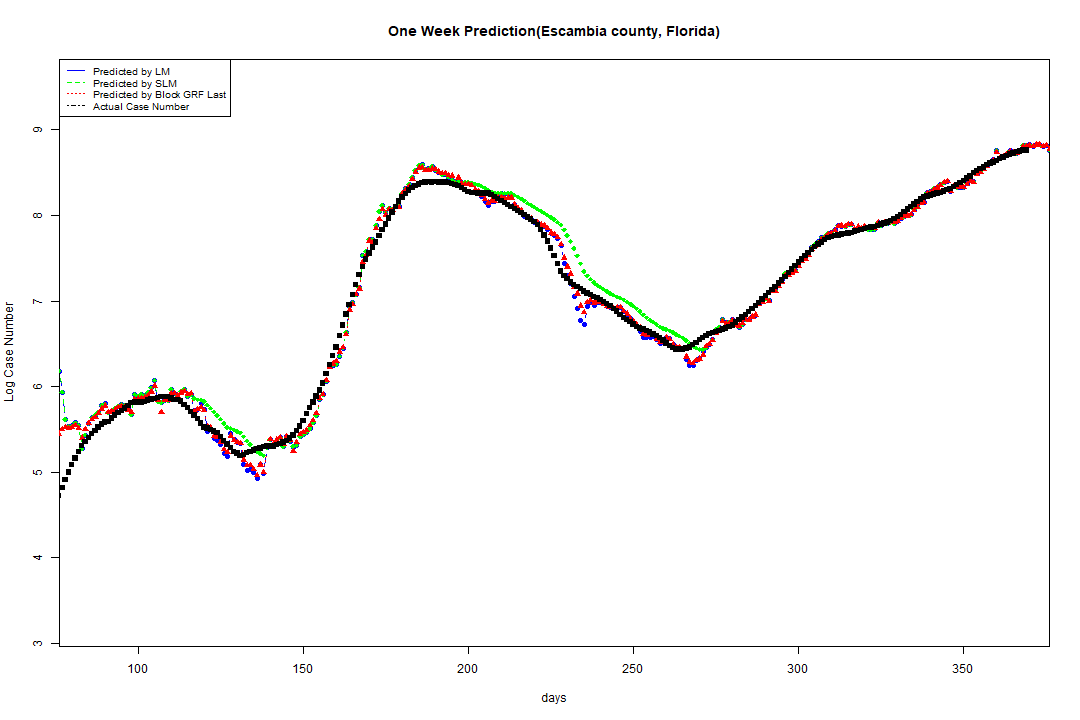 One Week Prediction(Escambia county, Florida)
Predicted by LM
Predicted by SLM
Predicted by Block GRF Last
Actual Case Number
9
8
7
6
5
4
3
Log Case Number
100 150 200 250 300 350
days